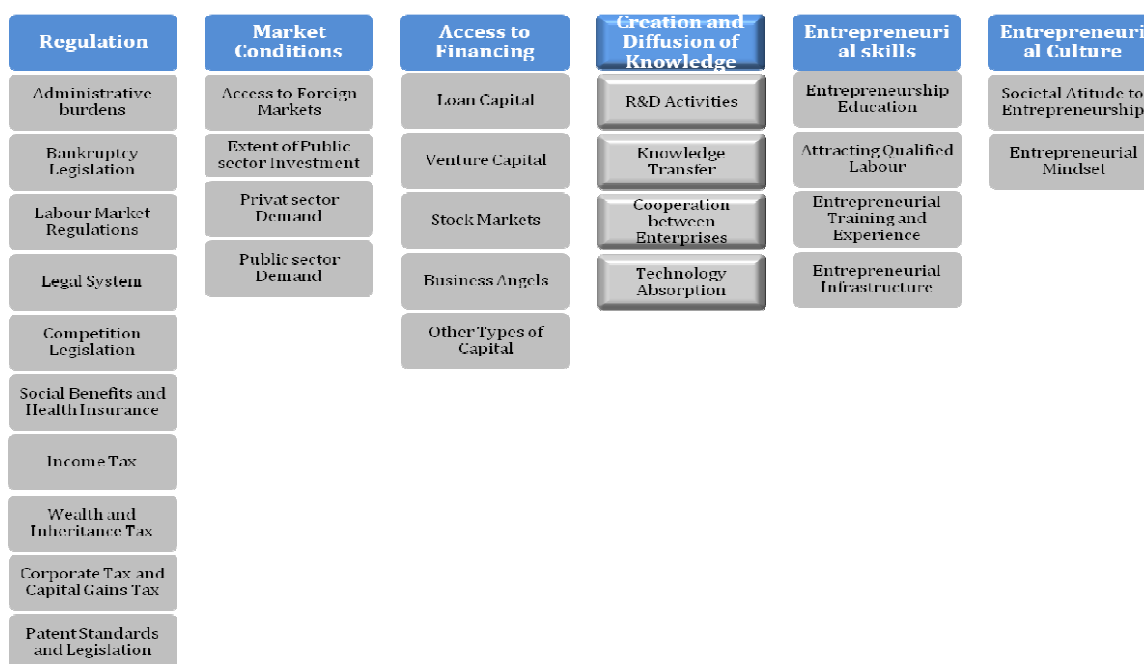 Regulation
Administrative
burdens
Bankruptcy
Legislation
Labour Market
Regulations
Legal System
Competition
Legislation
Social Benefits and
Health Insurance
Income Tax
Wealth and
Inheritance Tax
Corporate Tax and
Capital Gains Tax
Patent Standards
and Legislation
Market
Conditions
Access to Foreign
Markets
Extent of Public
sector Investment
Privat sector
Demand
Public sector
Demand
Access to
Financing
Loan Capital
Venture Capital
Stock Markets
Business Angels
Other Types of
Capital
Creation and
Diffusion of
Knowledge
R&D Activities
Knowledge
Transfer
Cooperation
between
Enterprises
Technology
Absorption
Entrepreneuri
al skills
Entrepreneurship
Education
Attracting Qualified
Labour
Entrepreneurial
Training and
Experience
Entrepreneurial
Infrastructure
Entrepreneuri
al Culture
Societal Atitude to
Entrepreneurship
Entrepreneurial
Mindset